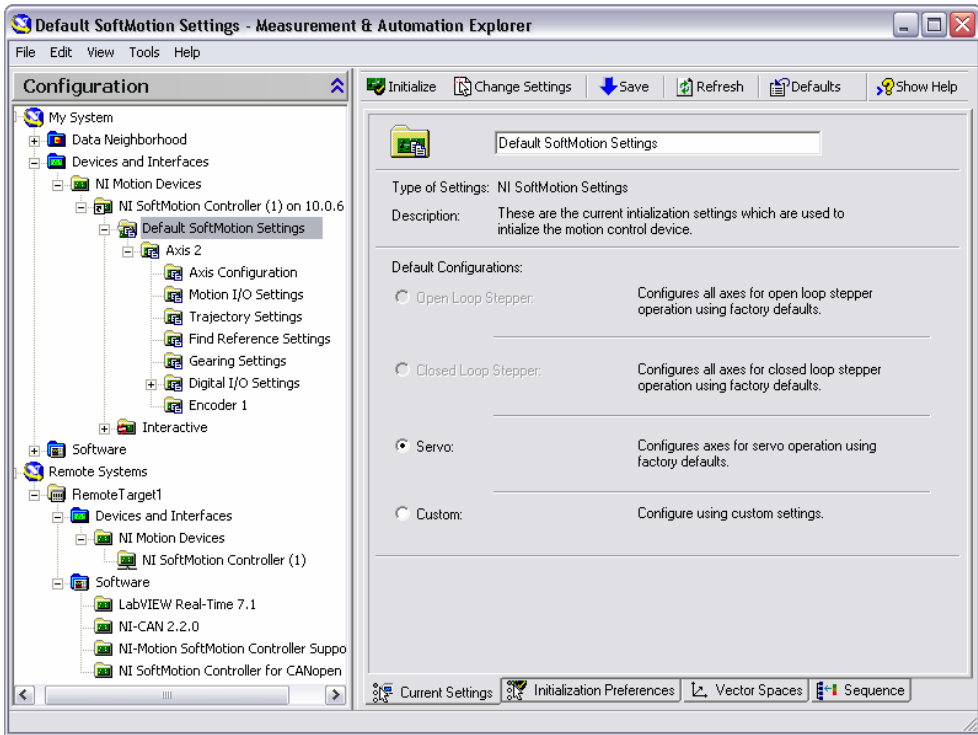 Default SoftMotion Settings - Measurement & Automation Explorer
File Edit View Tools Help
Configuration
Initialize Change Settings Save Refresh Defaults Show Help
My System
Data Neighborhood
Devices and Interfaces
NI Motion Devices
NI SoftMotion Controller (1) on 10.0.6
Default SoftMotion Settings
Axis 2
Axis Configuration
Motion I/O Settings
Trajectory Settings
Find Reference Settings
Gearing Settings
Digital I/O Settings
Encoder 1
Interactive
Software
Remote Systems
RemoteTarget1
Devices and Interfaces
NI Motion Devices
NI SoftMotion Controller (1)
Software
LabVIEW Real-Time 7.1
NI-CAN 2.2.0
NI-Motion SoftMotion Controller Suppo
NI SoftMotion Controller for CANopen
Default SoftMotion Settings
Type of Settings: NI SoftMotion Settings
Description: These are the current intialization settings which are used to
intialize the motion control device.
Default Configurations:
Open Loop Stepper: Configures all axes for open loop stepper
operation using factory defaults.
Closed Loop Stepper: Configures all axes for closed loop stepper
operation using factory defaults.
Servo: Configures axes for servo operation using
factory defaults.
Custom: Configure using custom settings.
Current Settings Initialization Preferences Vector Spaces Sequence